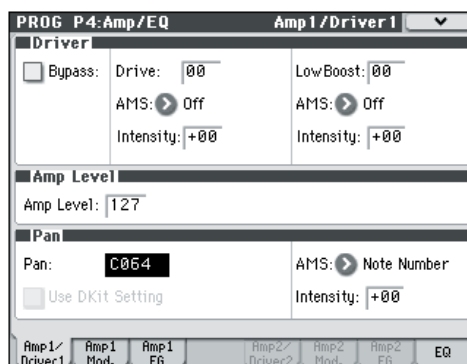 PROG P4:Amp/EQ Amp1/Driver1
Driver
Bypass: Drive: 00 LowBoost: 00
AMS: Off AMS: Off
Intensity: +00 Intensity: +00
Amp Level
Amp Level: 127
Pan
Pan: C064 AMS: Note Number
Use DKit Setting Intensity: +00
Amp1/ Driver1 Amp1 Mod. Amp1 EG Amp2/ Driver2 Amp2 Mod. Amp2 EG EQ